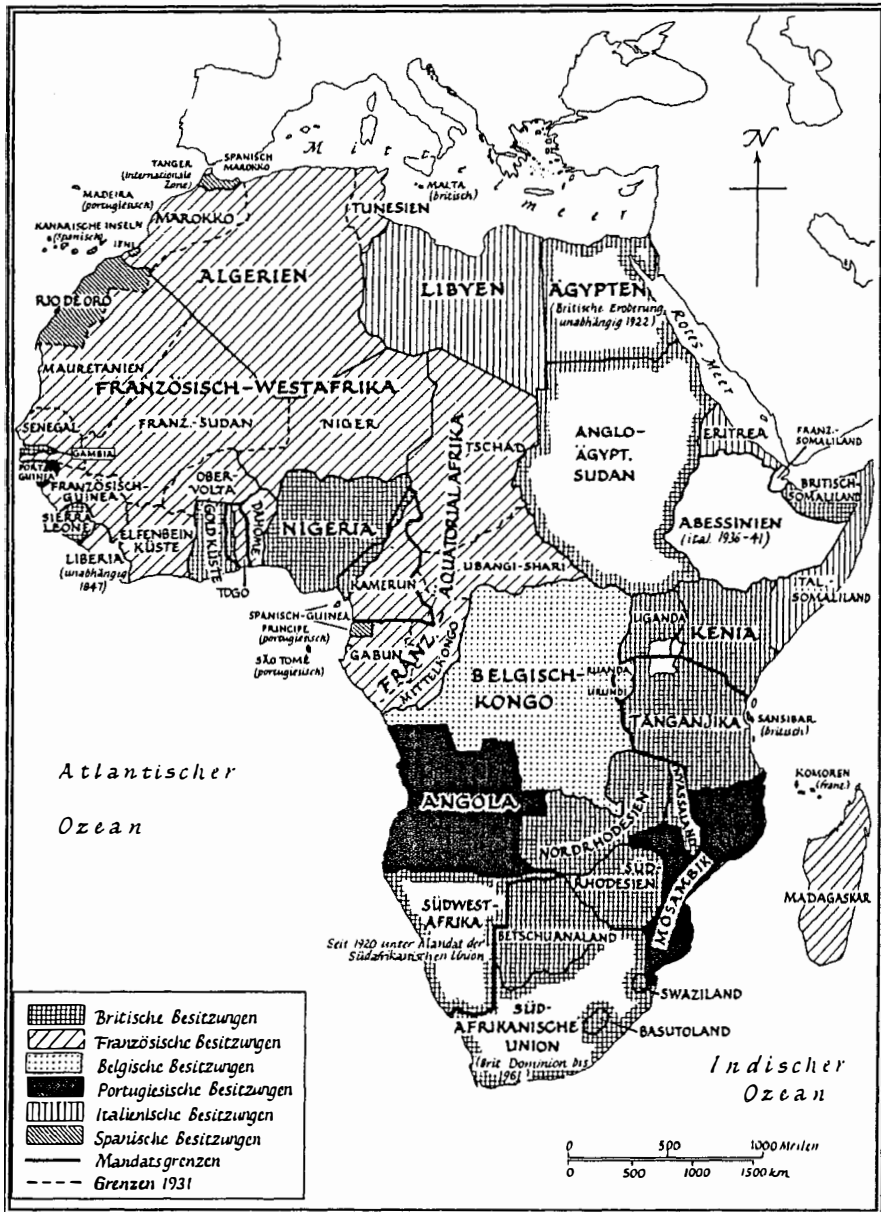 N
Mittelmeer
TANGER
(Internationale
Zone)
SPANISCH
MAROKKO
MADEIRA
(portugiesisch)
KANARISCHE INSELN
(Spanisch)
IFNI
MAROKKO
TUNESIEN
MALTA
(britisch)
ALGERIEN
LIBYEN
ÄGYPTEN
(Britische Eroberung
unabhängig 1922)
Rotes Meer
RIO DE ORO
MAURETANIEN
FRANZÖSISCH-WESTAFRIKA
SENEGAL
FRANZ.-SUDAN
NIGER
TSCHAD
ANGLO-
ÄGYPT.
SUDAN
ERITREA
FRANZ.-
SOMALILAND
GAMBIA
PORT.
GUINEA
FRANZÖSISCH-
GUINEA
OBER-
VOLTA
BRITISCH-
SOMALILAND
SIERRA
LEONE
ELFENBEIN
KÜSTE
GOLDKÜSTE
DAHOME
NIGERIA
ÄQUATORIALAFRIKA
ABESSINIEN
(ital. 1936-41)
LIBERIA
(unabhängig
1847)
TOGO
KAMERUN
UBANGI-SHARI
ITAL.-
SOMALILAND
SPANISCH-GUINEA
PRINCIPE
(portugiesisch)
SÃO TOMÉ
(portugiesisch)
GABUN
FRANZ.
MITTELKONGO
UGANDA
KENIA
BELGISCH-
KONGO
RUANDA
URUNDI
TANGANJIKA
SANSIBAR
(britisch)
Atlantischer
Ozean
ANGOLA
KOMOREN
(franz.)
NORDRHODESIEN
NYASSALAND
SÜD-
RHODESIEN
MOSAMBIK
MADAGASKAR
SÜDWEST-
AFRIKA
Seit 1920 unter Mandat der
Südafrikanischen Union
BETSCHUANALAND
SWAZILAND
SÜD-
AFRIKANISCHE
UNION
(Brit. Dominion bis
1961)
BASUTOLAND
Indischer
Ozean
Britische Besitzungen
Französische Besitzungen
Belgische Besitzungen
Portugiesische Besitzungen
Italienische Besitzungen
Spanische Besitzungen
Mandatsgrenzen
Grenzen 1931
0 500 1000 Meilen
0 500 1000 1500 km